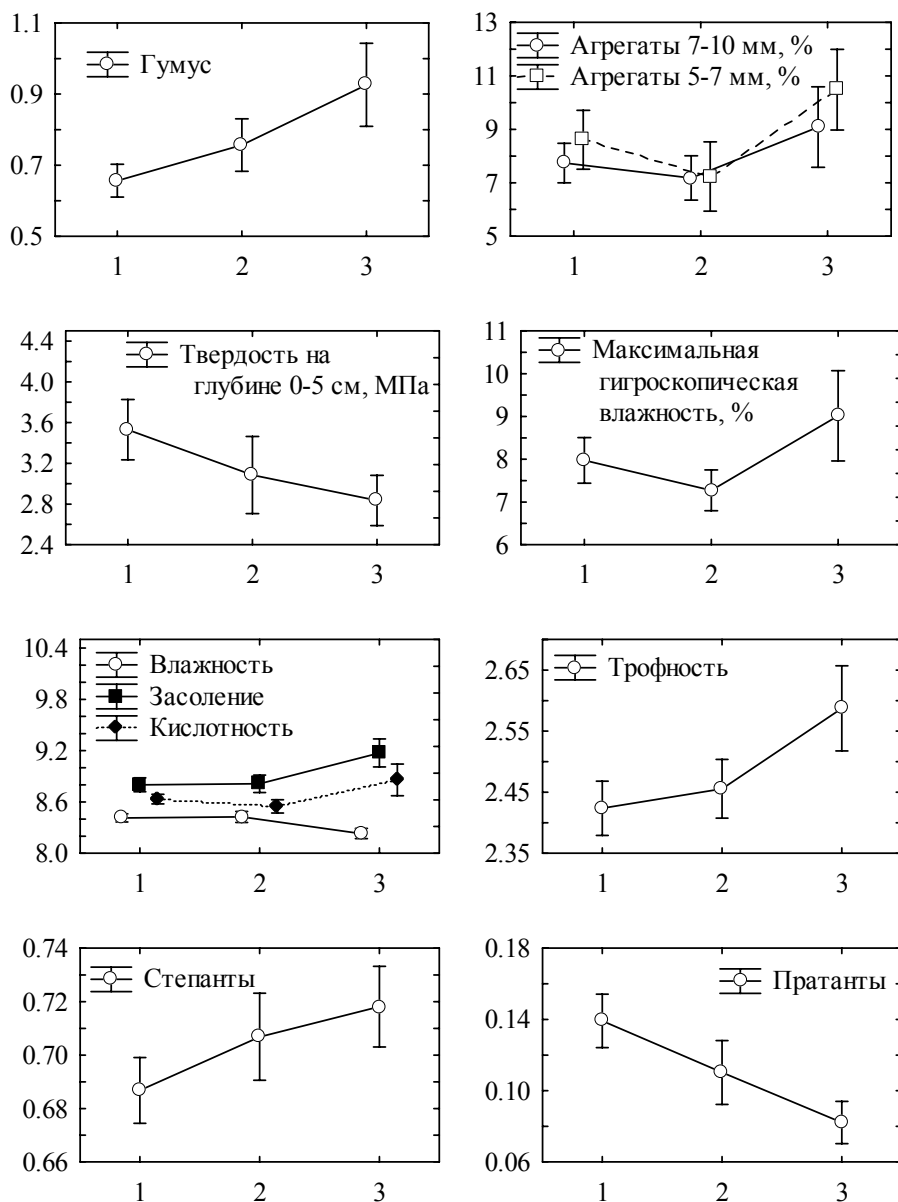 1.1
0.9
0.7
0.5
Гумус
1 2 3
13
11
9
7
5
Агрегаты 7-10 мм, %
Агрегаты 5-7 мм, %
1 2 3
4.4
4.0
3.6
3.2
2.8
2.4
Твердость на
глубине 0-5 см, МПа
1 2 3
11
10
9
8
7
6
Максимальная
гигроскопическая
влажность, %
1 2 3
10.4
9.8
9.2
8.6
8.0
Влажность
Засоление
Кислотность
1 2 3
2.65
2.55
2.45
2.35
Трофность
1 2 3
0.74
0.72
0.70
0.68
0.66
Степанты
1 2 3
0.18
0.14
0.10
0.06
Пратанты
1 2 3